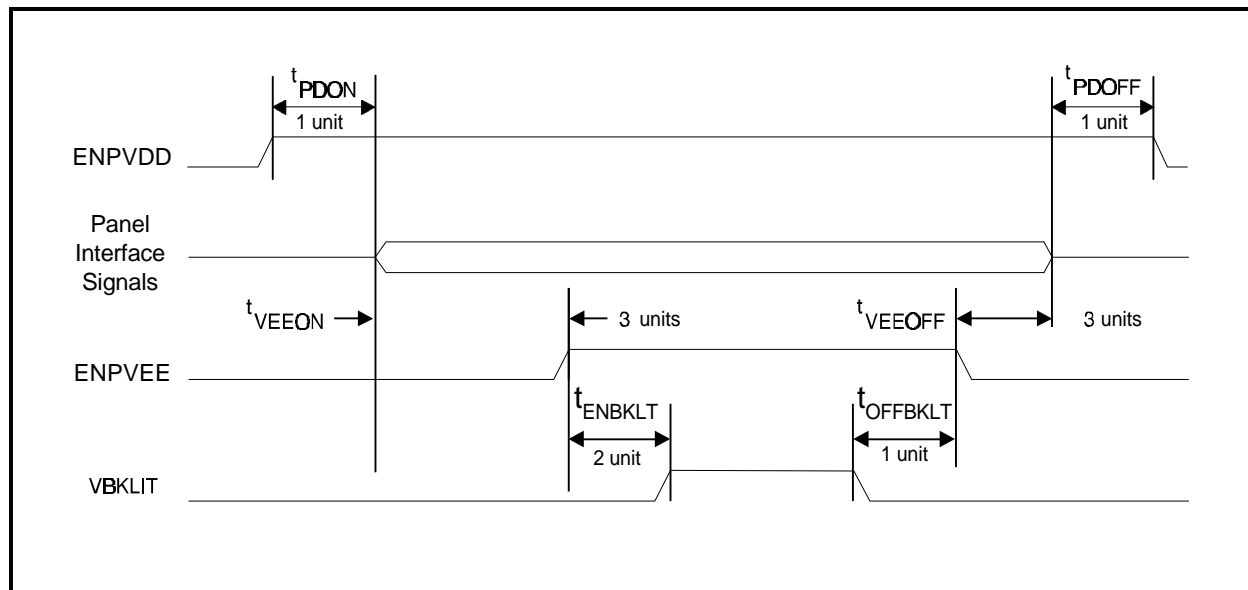 tPDON
1 unit
tPDOFF
1 unit
ENPVDD
Panel
Interface
Signals
tVEEON
3 units
tVEEOFF
3 units
ENPVEE
tENBKLT
2 unit
tOFFBKLT
1 unit
VBKLIT